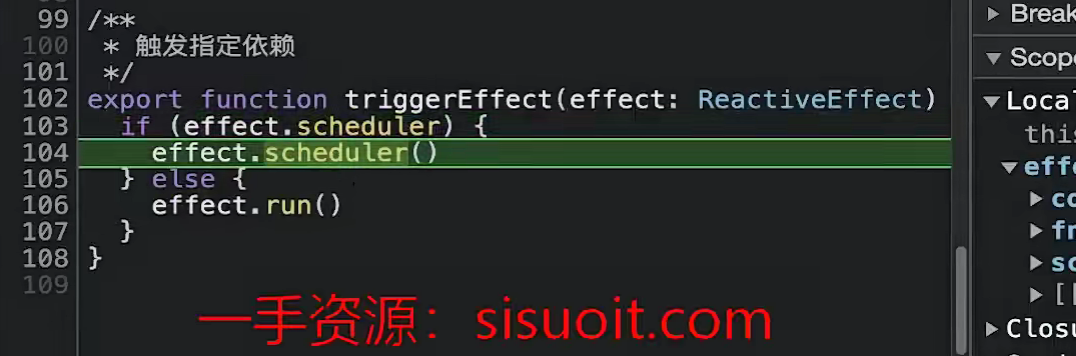 99 /**
100 * 触发指定依赖
101 */
102 export function triggerEffect(effect: ReactiveEffect)
103 if (effect.scheduler) {
104 effect.scheduler()
105 } else {
106 effect.run()
107 }
108 }
109
一手资源：sisuoit.com
Break
Scope
Loca
this
effe
co
fn
sc
[[
Closu